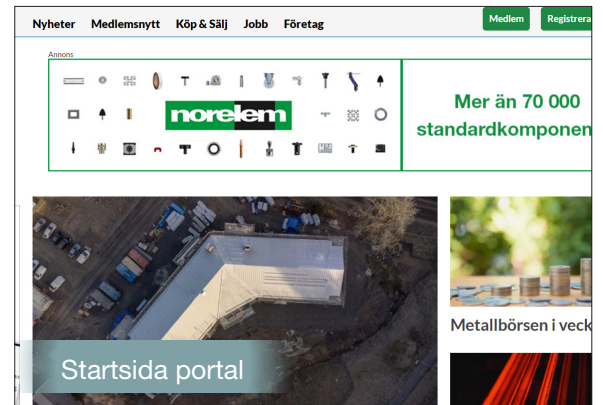 Nyheter Medlemsnytt Köp & Sälj Jobb Företag
Medlem Registrera
Annons
norelem
Mer än 70 000
standardkomponen
Metallbörsen i veck
Startsida portal